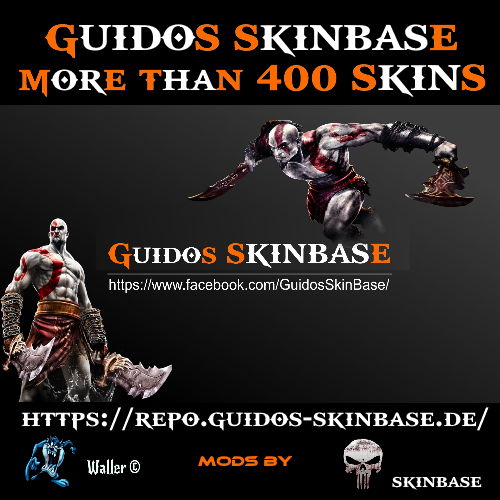 Guidos Skinbase
more than 400 Skins
Guidos SKINBASE
https://www.facebook.com/GuidosSkinBase/
https://repo.guidos-skinbase.de/
Waller ©
MODS BY
SKINBASE